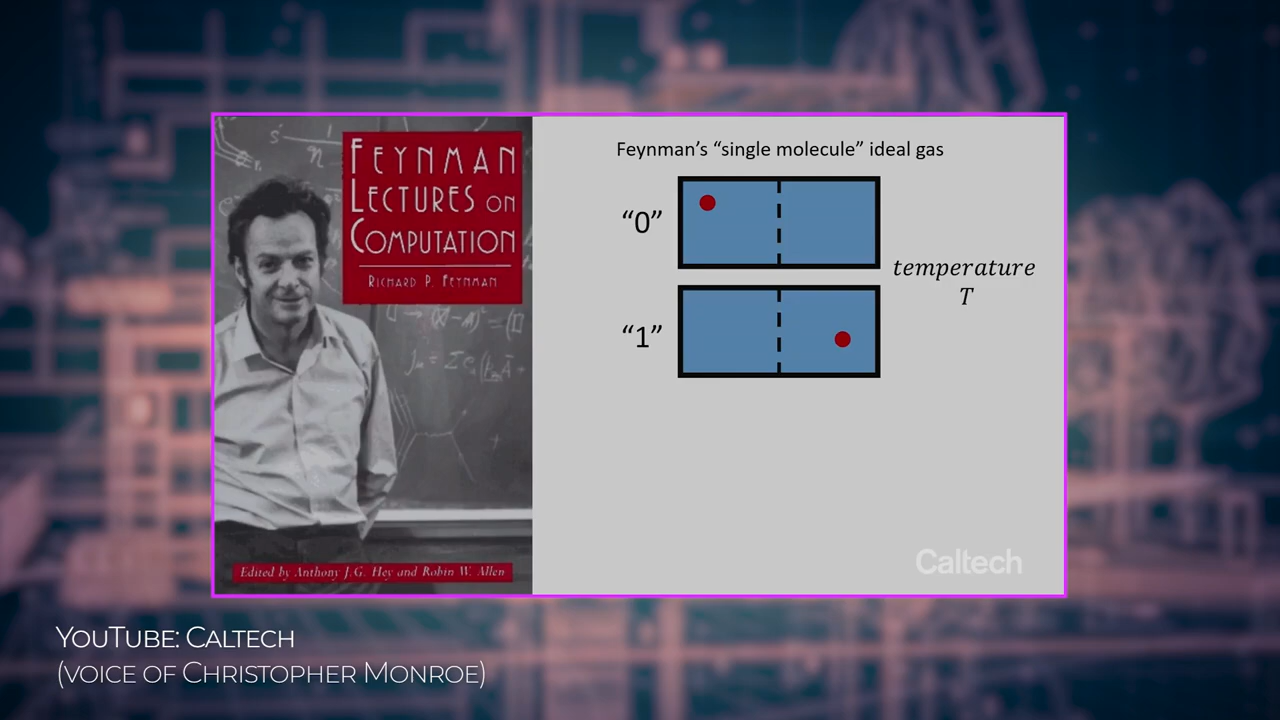 FEYNMAN
LECTURES ON
COMPUTATION
RICHARD P. FEYNMAN
Edited by Anthony J.G. Hey and Robin W. Allen
Feynman's “single molecule” ideal gas
“0”
“1”
temperature
T
Caltech
YOUTUBE: CALTECH
(VOICE OF CHRISTOPHER MONROE)